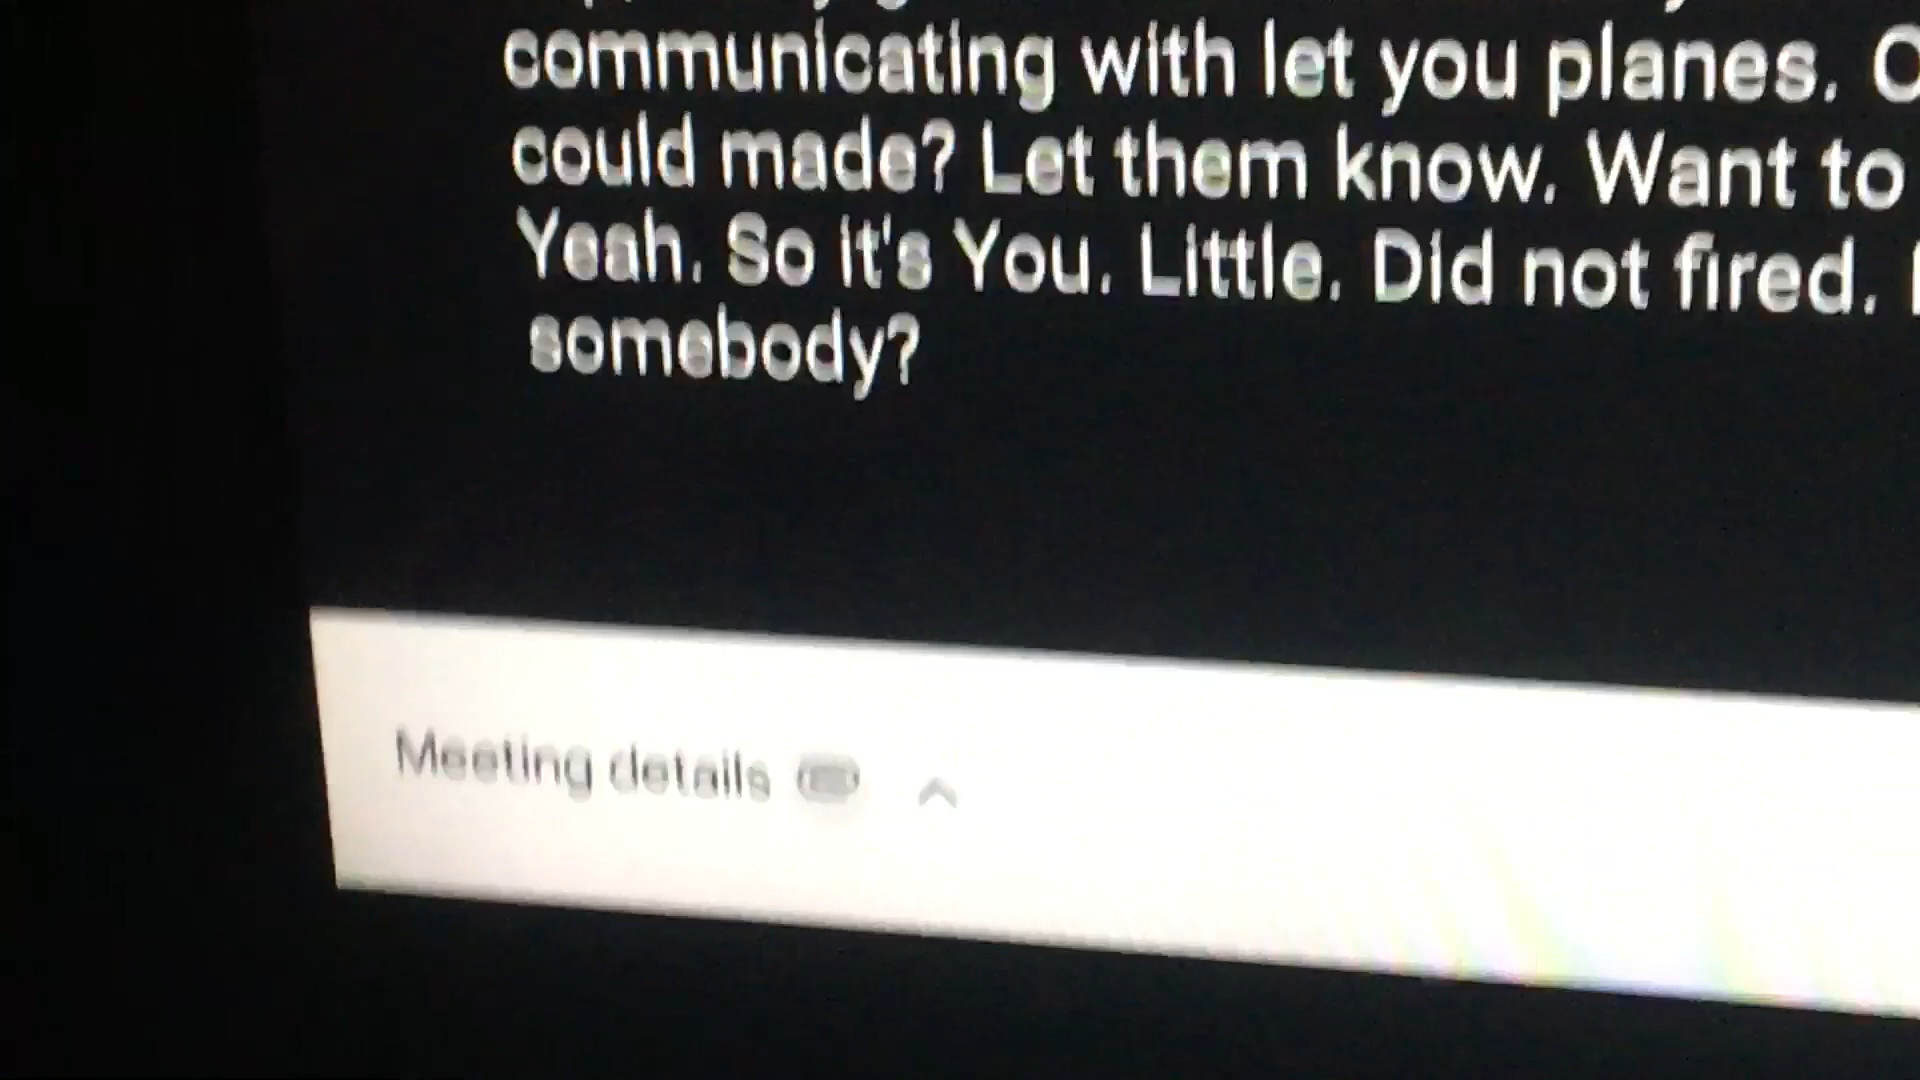 communicating with let you planes.
could made? Let them know. Want to
Yeah. So it's You. Little. Did not fired.
somebody?
Meeting details